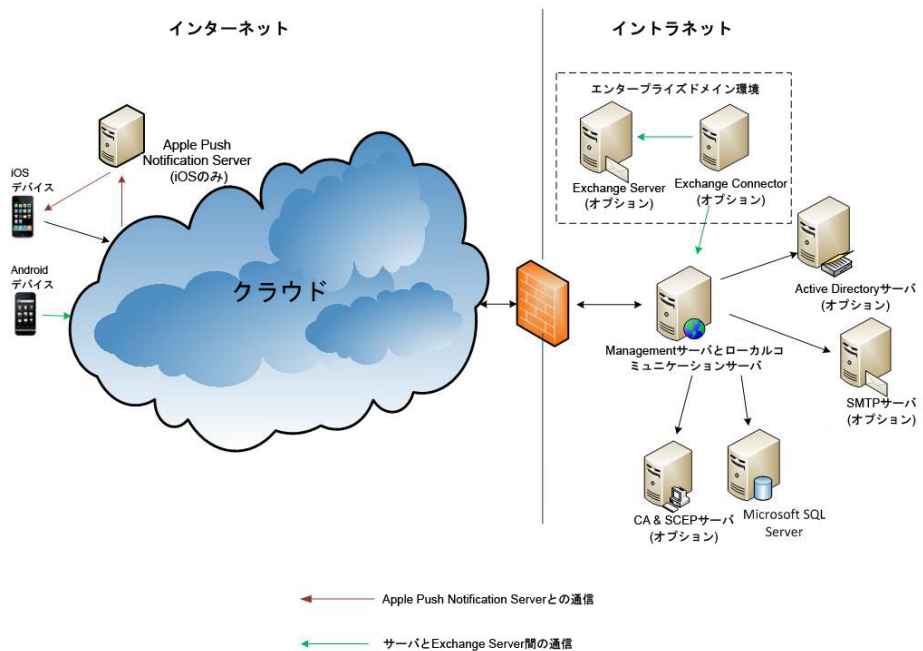 インターネット
イントラネット
エンタープライズドメイン環境
Apple Push
Notification Server
(iOSのみ)
iOS
デバイス
Exchange Server
(オプション)
Exchange Connector
(オプション)
Android
デバイス
クラウド
Active Directoryサーバ
(オプション)
Managementサーバとローカルコ
ミュニケーションサーバ
SMTPサーバ
(オプション)
CA & SCEPサーバ
(オプション)
Microsoft SQL
Server
Apple Push Notification Serverとの通信
サーバとExchange Server間の通信